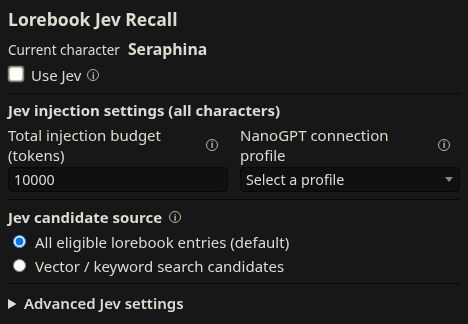 Lorebook Jev Recall
Current character Seraphina
Use Jev
Jev injection settings (all characters)
Total injection budget
(tokens)
NanoGPT connection
profile
10000
Select a profile
Jev candidate source
All eligible lorebook entries (default)
Vector / keyword search candidates
Advanced Jev settings